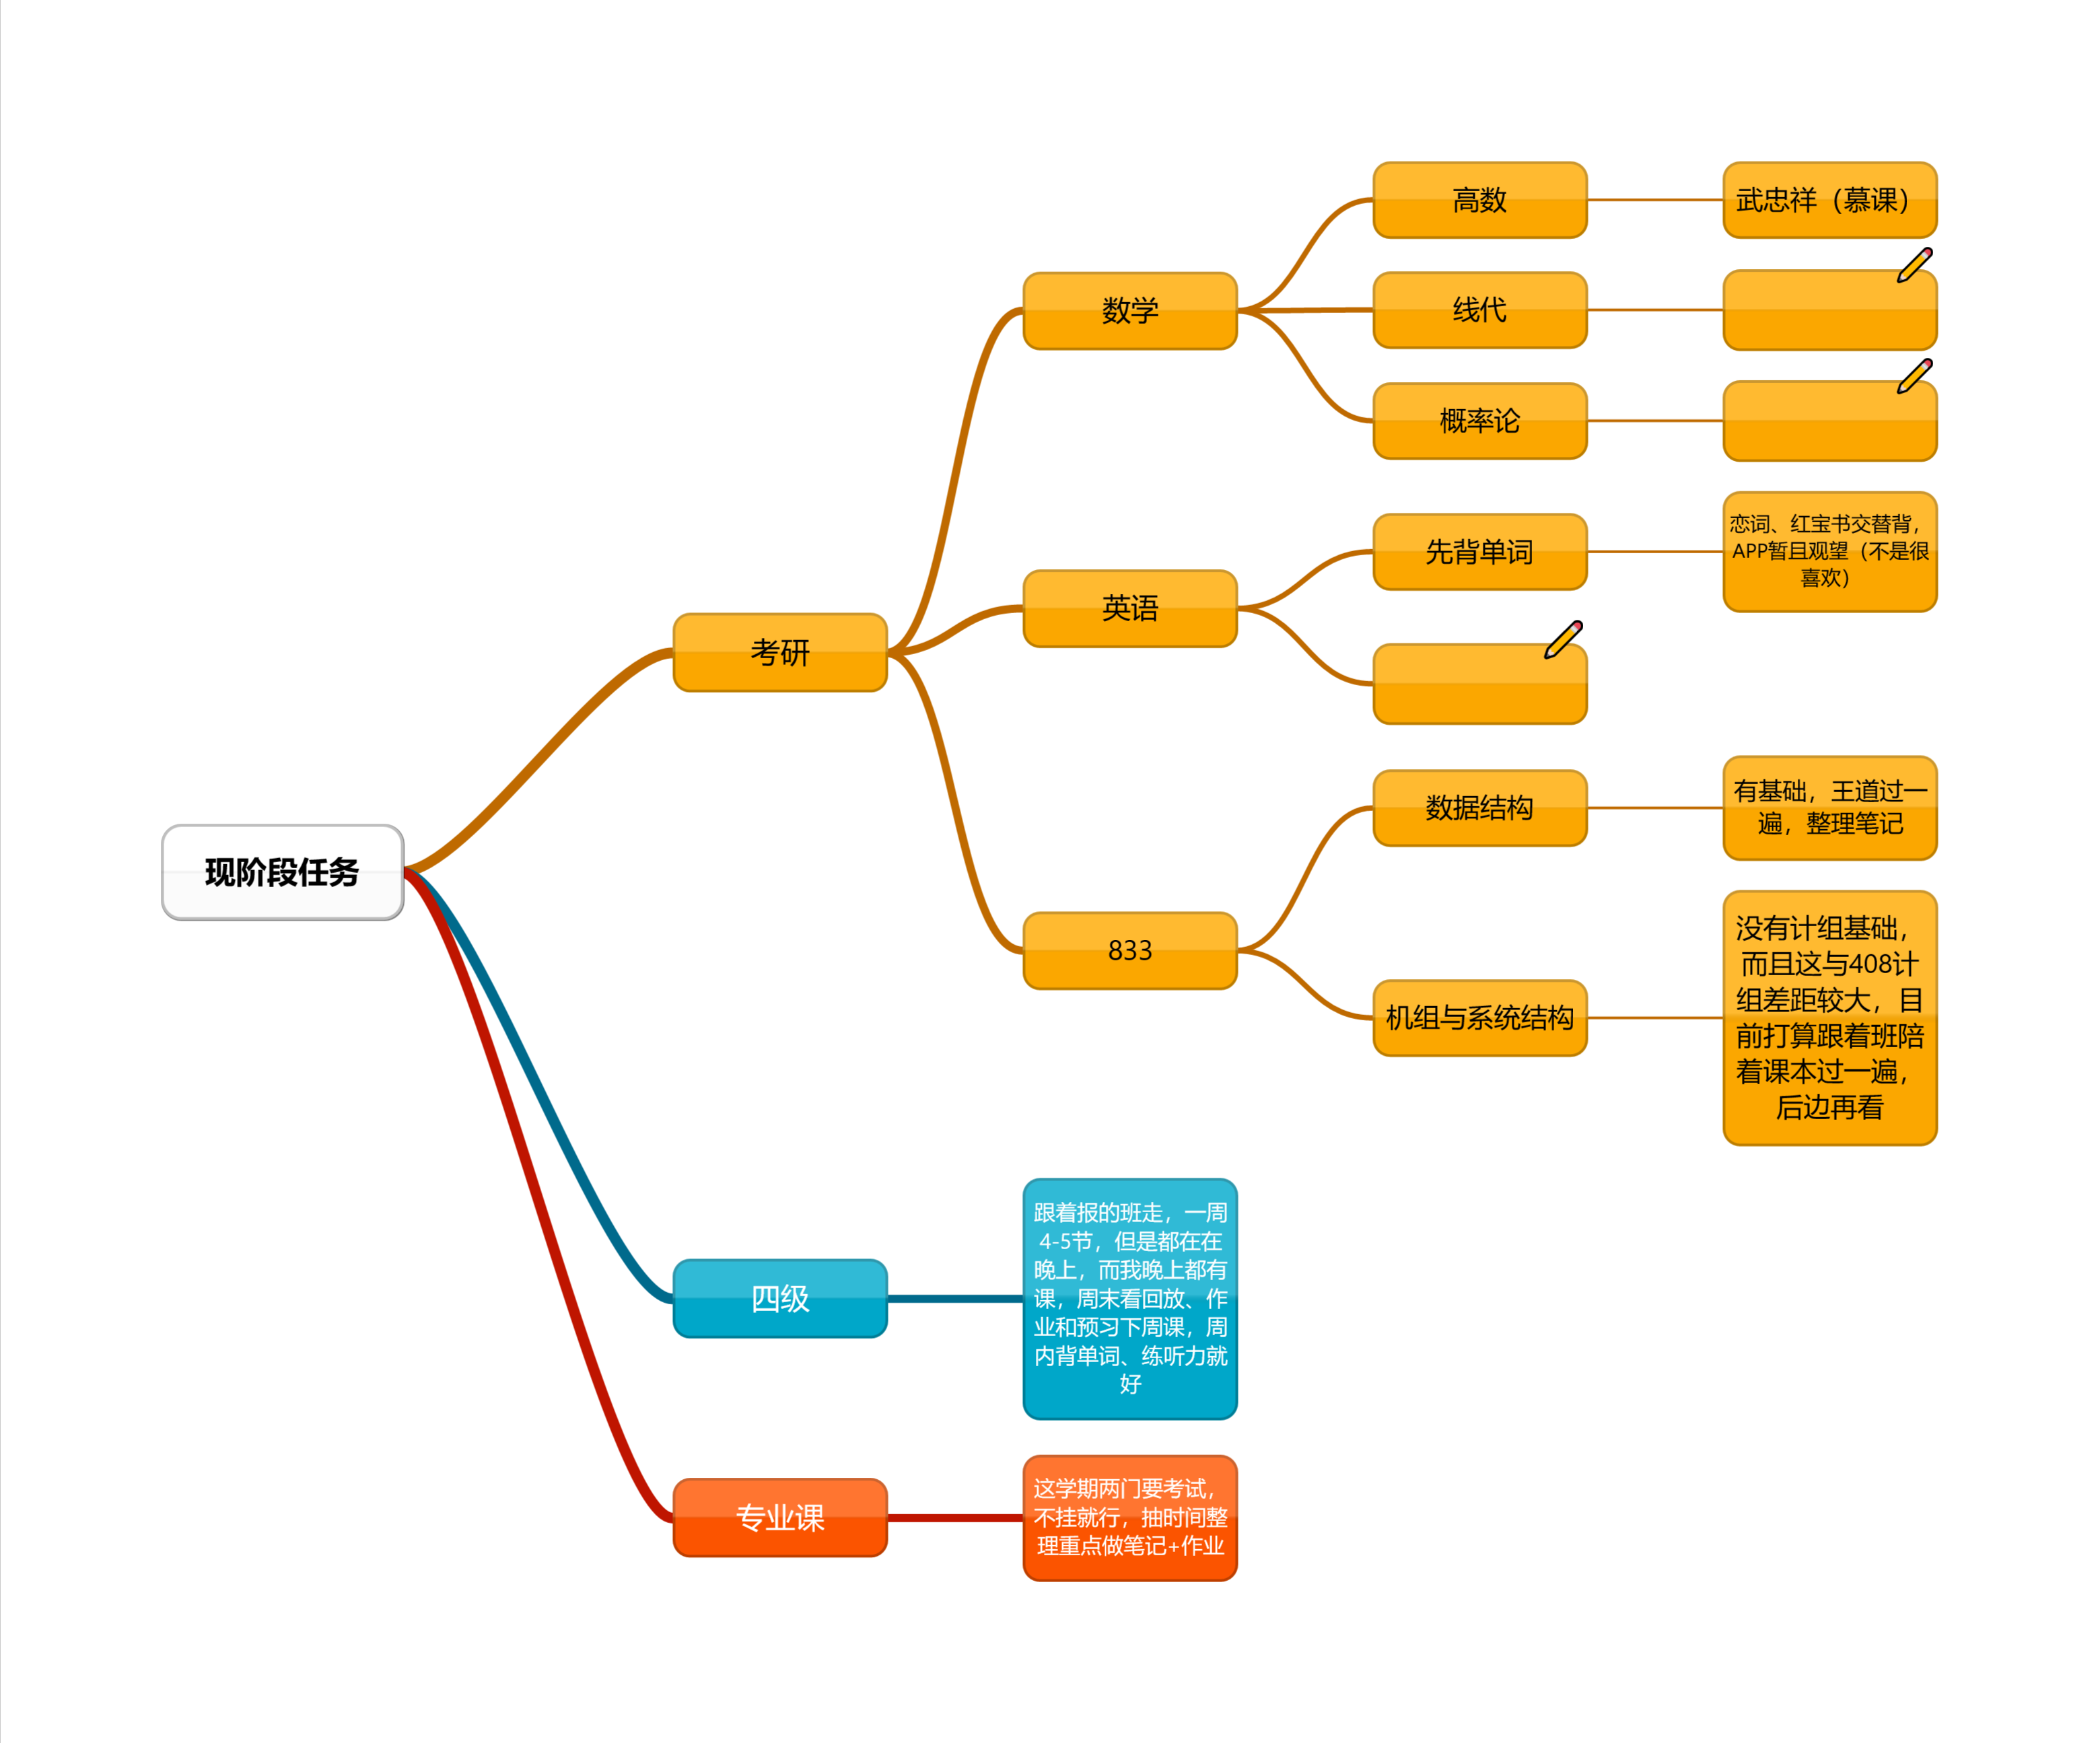 现阶段任务
考研
数学
高数
武忠祥（慕课）
线代
概率论
英语
先背单词
恋词、红宝书交替背，
APP暂且观望（不是很
喜欢）
833
数据结构
有基础，王道过一
遍，整理笔记
机组与系统结构
没有计组基础，
而且这与408计
组差距较大，目
前打算跟着班陪
着课本过一遍，
后边再看
四级
跟着报的班走，一周
4-5节，但是都在在
晚上，而我晚上都有
课，周末看回放、作
业和预习下周课，周
内背单词、练听力就
好
专业课
这学期两门要考试，
不挂就行，抽时间整
理重点做笔记+作业